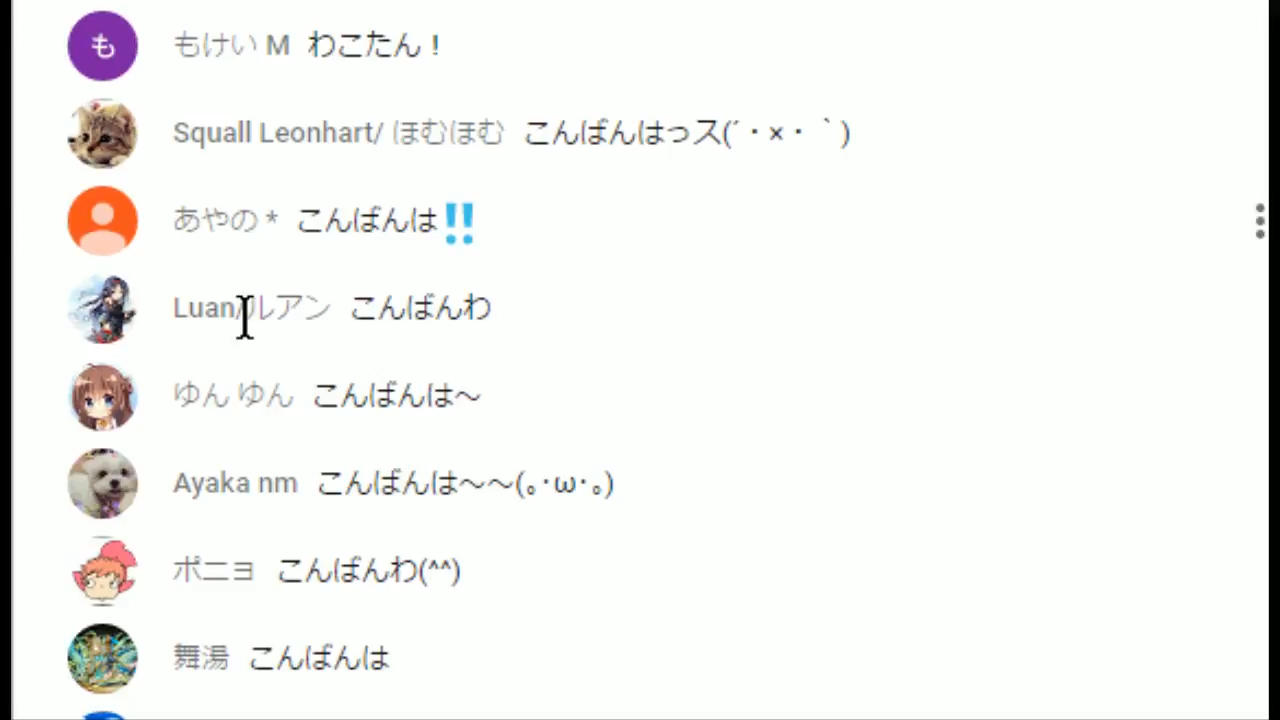 も もけい M わこたん！
Squall Leonhart/ ほむほむ こんばんはっス(´・×・｀)
あやの * こんばんは‼
Luan/ルアン こんばんわ
ゆん ゆん こんばんは〜
Ayaka nm こんばんは〜〜(｡･ω･｡)
ポニョ こんばんわ(^^)
舞湯 こんばんは